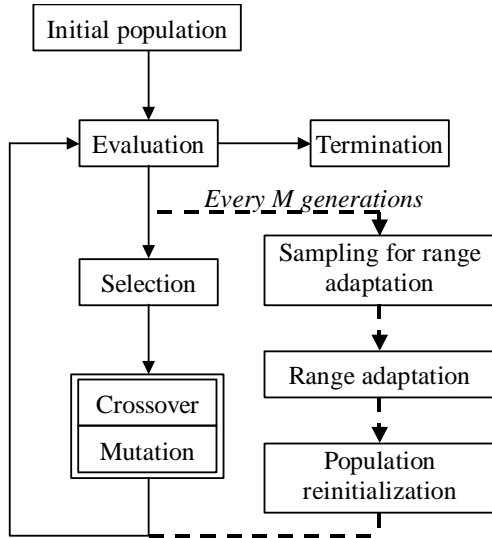 Initial population
Evaluation
Termination
Every M generations
Sampling for range
adaptation
Selection
Range adaptation
Crossover
Mutation
Population
reinitialization